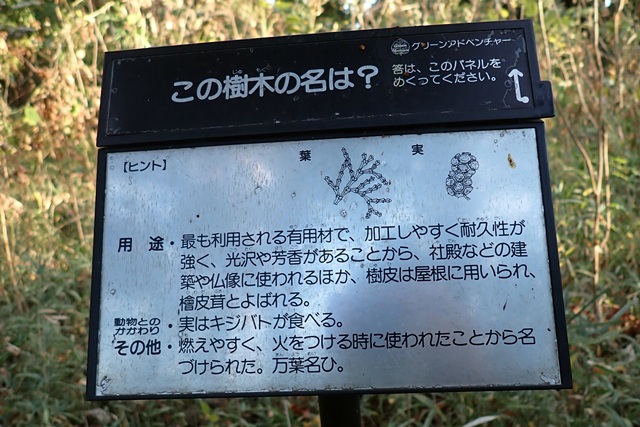 グリーンアドベンチャー
この樹木の名は？
答は、このパネルを
めくってください。
【ヒント】
葉
実
用途・最も利用される有用材で、加工しやすく耐久性が
強く、光沢や芳香があることから、社殿などの建
築や仏像に使われるほか、樹皮は屋根に用いられ、
檜皮茸とよばれる。
動物との
かかわり・実はキジバトが食べる。
その他・燃えやすく、火をつける時に使われたことから名
づけられた。万葉名ひ。